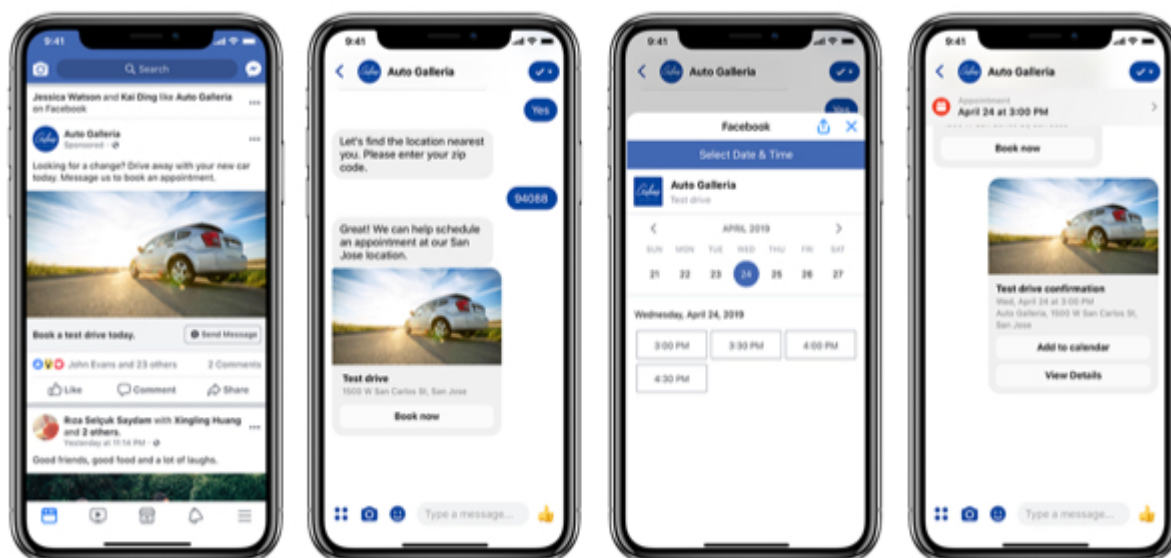 9:41
Search
Jessica Watson and Kai Ding like Auto Galleria
on Facebook
Auto Galleria
Sponsored ·
Looking for a change? Drive away with your new car
today. Message us to book an appointment.
Book a test drive today.
Send Message
John Evans and 23 others
2 Comments
Like
Comment
Share
Rıza Selçuk Saydam with Xingling Huang
and 2 others.
Yesterday at 11:14 PM ·
Good friends, good food and a lot of laughs.
9:41
Auto Galleria
Yes
Let's find the location nearest
you. Please enter your zip
code.
94088
Great! We can help schedule
an appointment at our San
Jose location.
Test drive
1500 W San Carlos St, San Jose
Book now
Type a message...
9:41
Auto Galleria
Yes
Facebook
Select Date & Time
Auto Galleria
Test drive
APRIL 2019
SUN MON TUE WED THU FRI SAT
21 22 23 24 25 26 27
Wednesday, April 24, 2019
3:00 PM 3:30 PM 4:00 PM
4:30 PM
9:41
Auto Galleria
Appointment
April 24 at 3:00 PM
Book now
Test drive confirmation
Wed, April 24 at 3:00 PM
Auto Galleria, 1500 W San Carlos St,
San Jose
Add to calendar
View Details
Type a message...